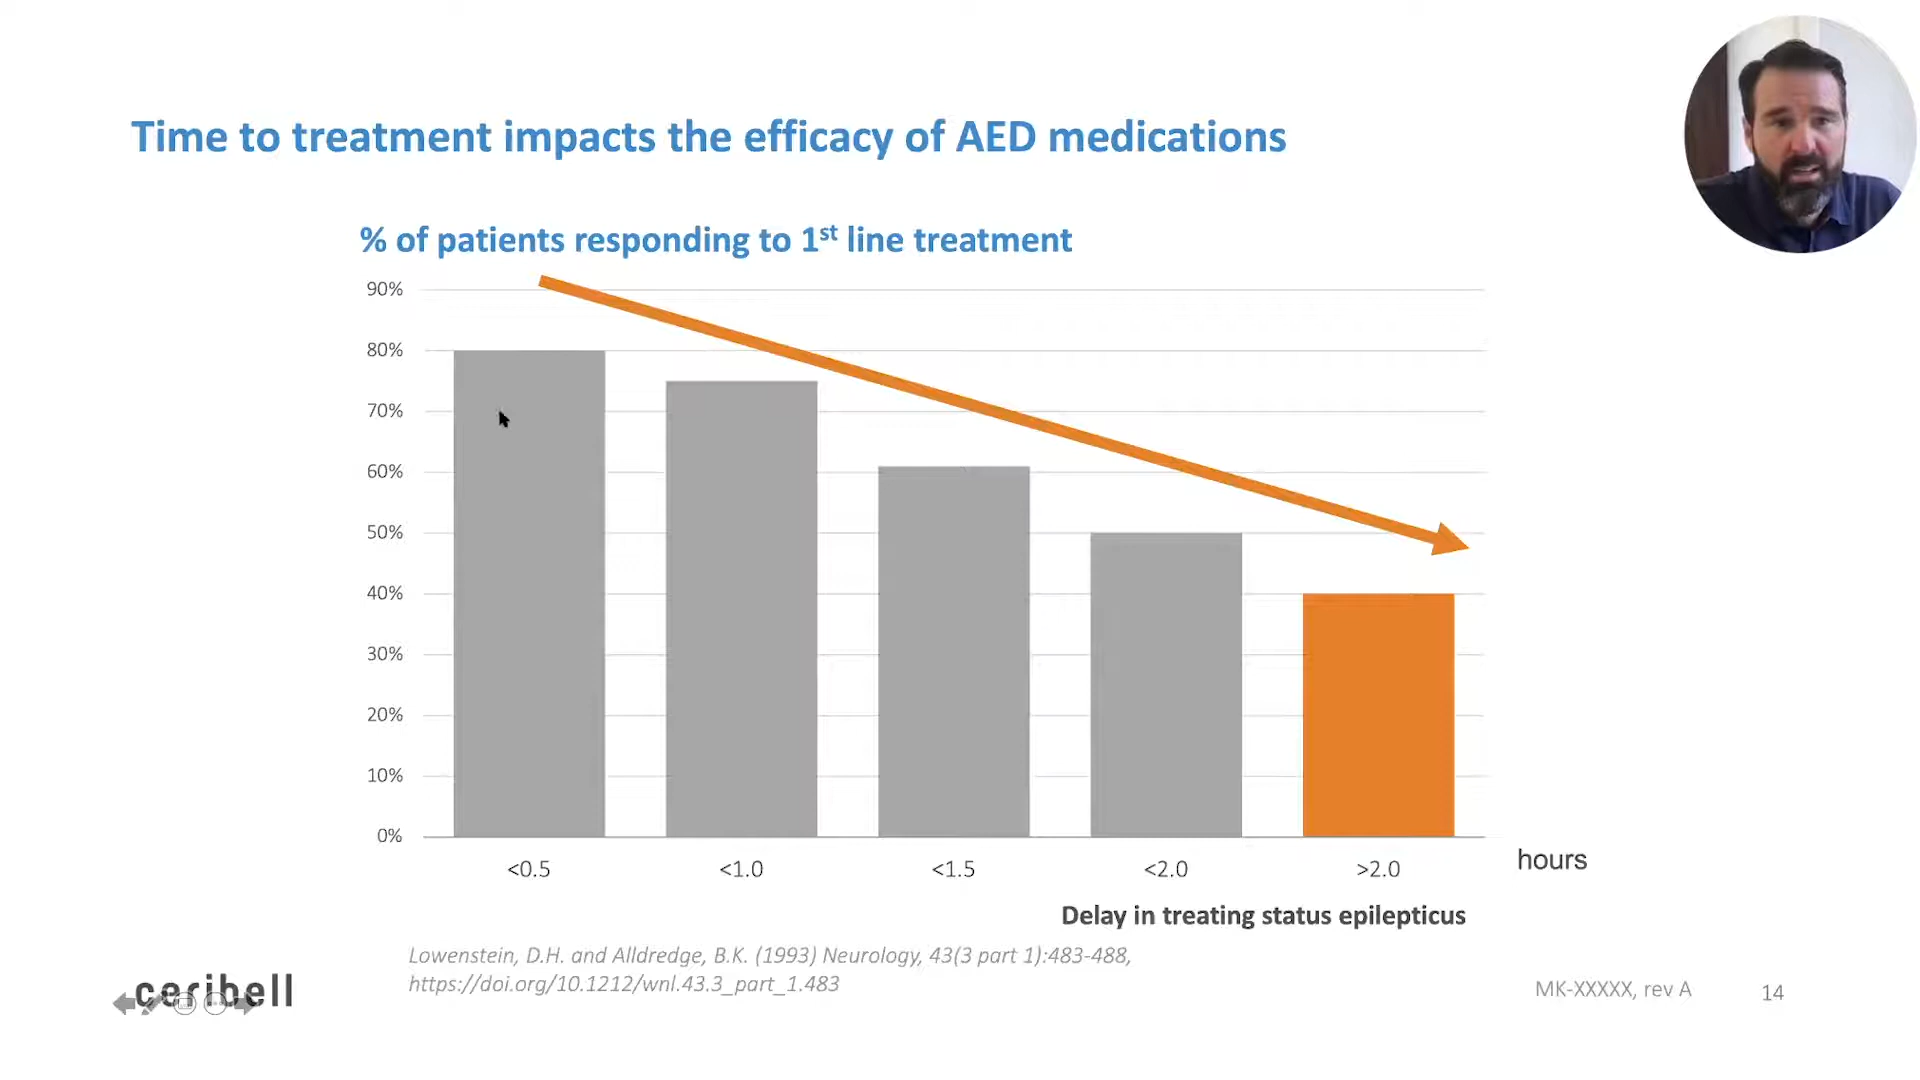 Time to treatment impacts the efficacy of AED medications
% of patients responding to 1st line treatment
90%
80%
70%
60%
50%
40%
30%
20%
10%
0%
<0.5
<1.0
<1.5
<2.0
>2.0
hours
Delay in treating status epilepticus
Lowenstein, D.H. and Alldredge, B.K. (1993) Neurology, 43(3 part 1):483-488,
https://doi.org/10.1212/wnl.43.3_part_1.483
ceribell
MK-XXXXX, rev A
14